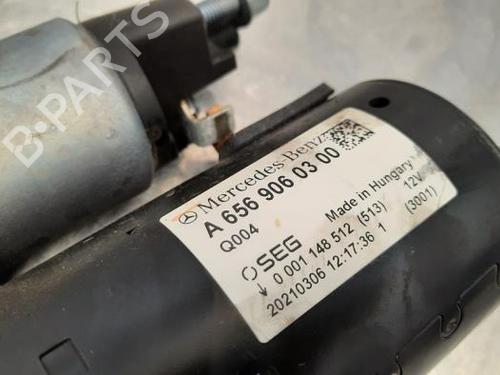 Mercedes-Benz
A 656 906 03 00
Q004
SEG Made in Hungary 12V
0 001 148 512 (513) (3001)
20210306 12:17:36 1
B-PARTS